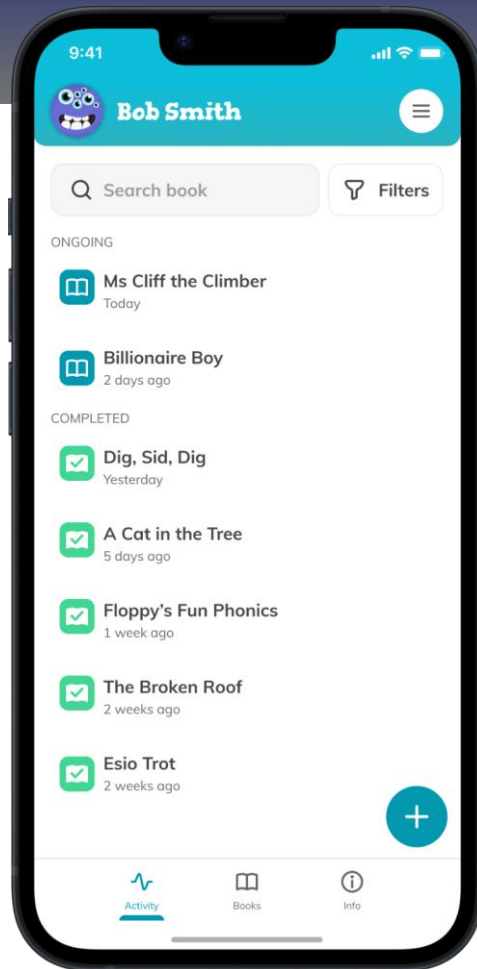 9:41
Bob Smith
Search book
Filters
ONGOING
Ms Cliff the Climber
Today
Billionaire Boy
2 days ago
COMPLETED
Dig, Sid, Dig
Yesterday
A Cat in the Tree
5 days ago
Floppy's Fun Phonics
1 week ago
The Broken Roof
2 weeks ago
Esio Trot
2 weeks ago
Activity
Books
Info